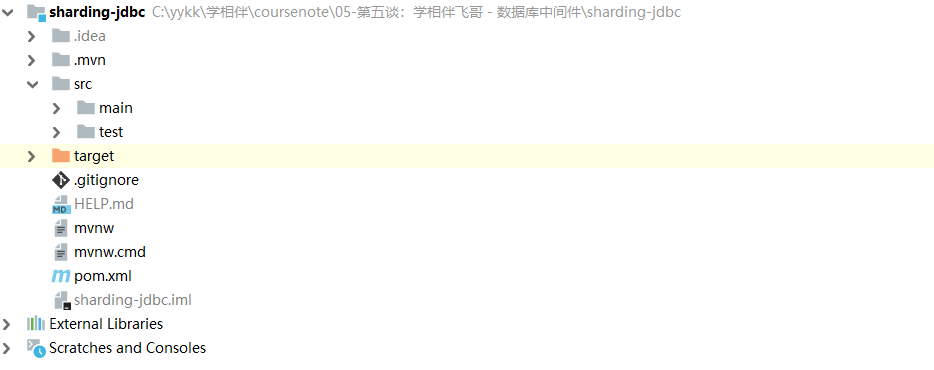 sharding-jdbc C:\yykk\学相伴\coursenote\05-第五谈：学相伴飞哥 - 数据库中间件\sharding-jdbc
.idea
.mvn
src
main
test
target
.gitignore
MD HELP.md
mvnw
mvnw.cmd
m pom.xml
sharding-jdbc.iml
External Libraries
Scratches and Consoles